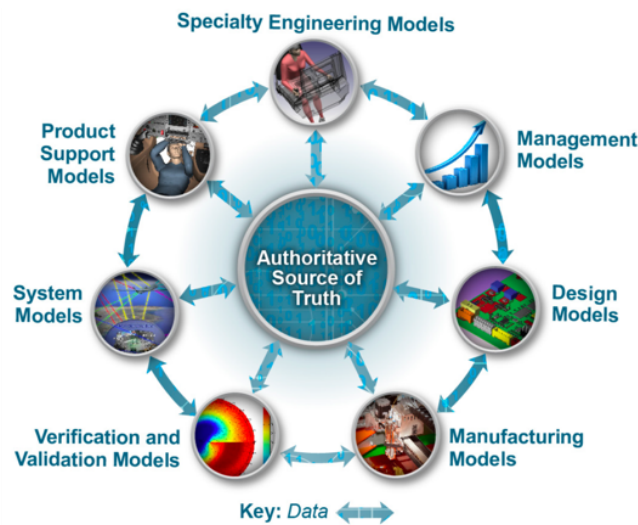 Specialty Engineering Models
Product
Support
Models
Management
Models
Authoritative
Source of
Truth
System
Models
Design
Models
Verification and
Validation Models
Manufacturing
Models
Key: Data